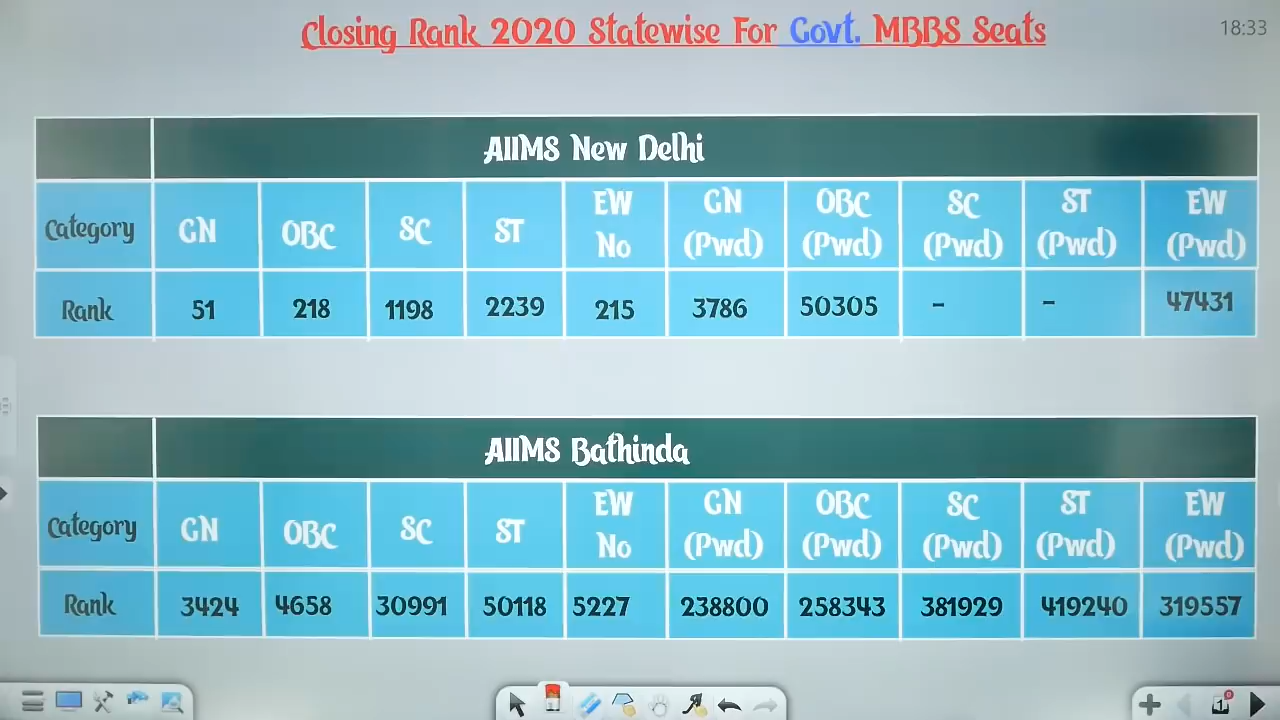 Closing Rank 2020 Statewise For Govt. MBBS Seats
18:33
AIIMS New Delhi
Category GN OBC SC ST EW No GN (Pwd) OBC (Pwd) SC (Pwd) ST (Pwd) EW (Pwd)
Rank 51 218 1198 2239 215 3786 50305 - - 47431
AIIMS Bathinda
Category GN OBC SC ST EW No GN (Pwd) OBC (Pwd) SC (Pwd) ST (Pwd) EW (Pwd)
Rank 3424 4658 30991 50118 5227 238800 258343 381929 419240 319557
1